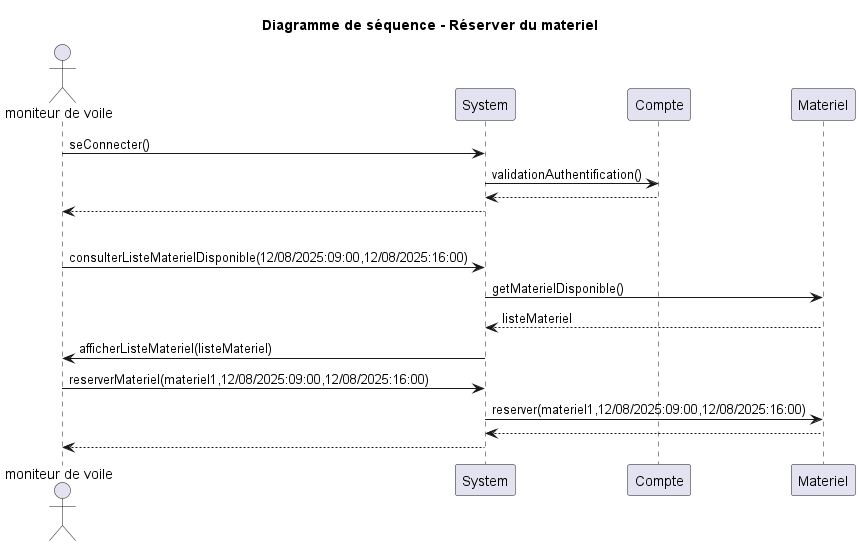 Diagramme de séquence - Réserver du materiel
moniteur de voile
System
Compte
Materiel
seConnecter()
validationAuthentification()
consulterListeMaterielDisponible(12/08/2025:09:00,12/08/2025:16:00)
getMaterielDisponible()
listeMateriel
afficherListeMateriel(listeMateriel)
reserverMateriel(materiel1,12/08/2025:09:00,12/08/2025:16:00)
reserver(materiel1,12/08/2025:09:00,12/08/2025:16:00)
moniteur de voile
System
Compte
Materiel